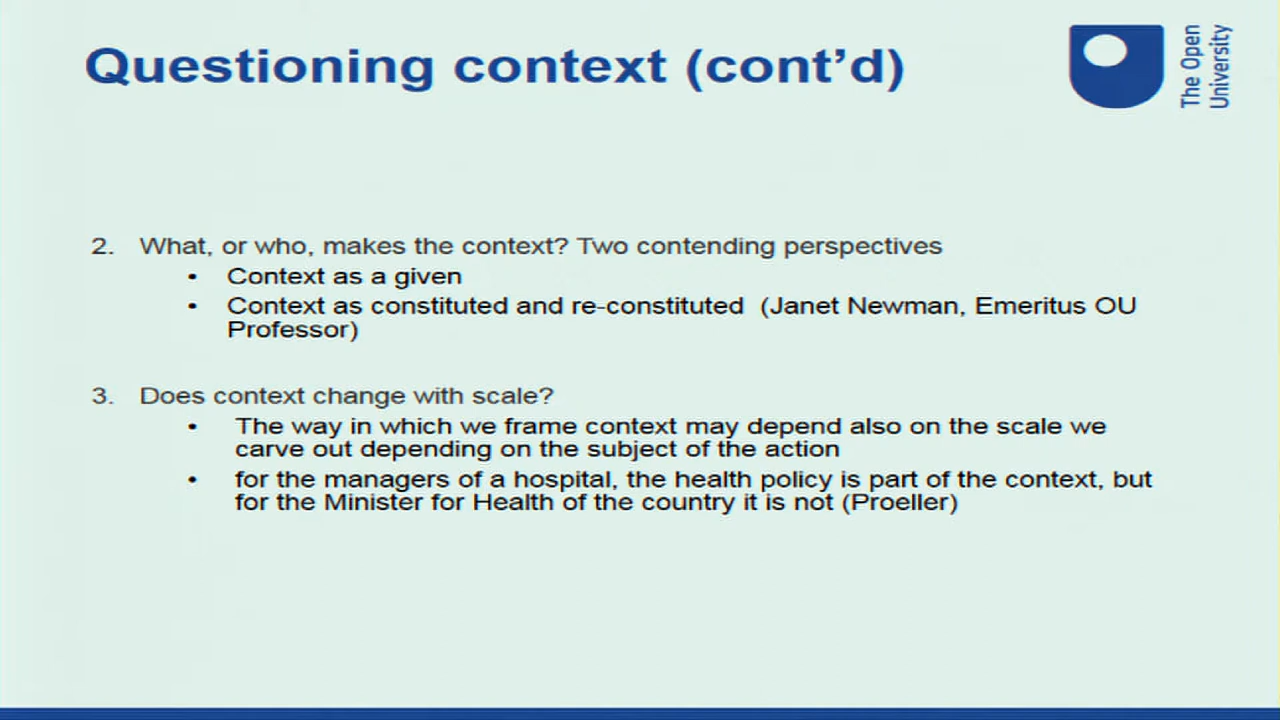 Questioning context (cont’d)
The Open
University
2. What, or who, makes the context? Two contending perspectives
• Context as a given
• Context as constituted and re-constituted (Janet Newman, Emeritus OU
Professor)
3. Does context change with scale?
• The way in which we frame context may depend also on the scale we
carve out depending on the subject of the action
• for the managers of a hospital, the health policy is part of the context, but
for the Minister for Health of the country it is not (Proeller)